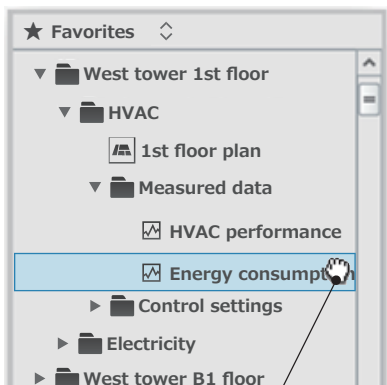 ★ Favorites
West tower 1st floor
HVAC
1st floor plan
Measured data
HVAC performance
Energy consumption
Control settings
Electricity
West tower B1 floor